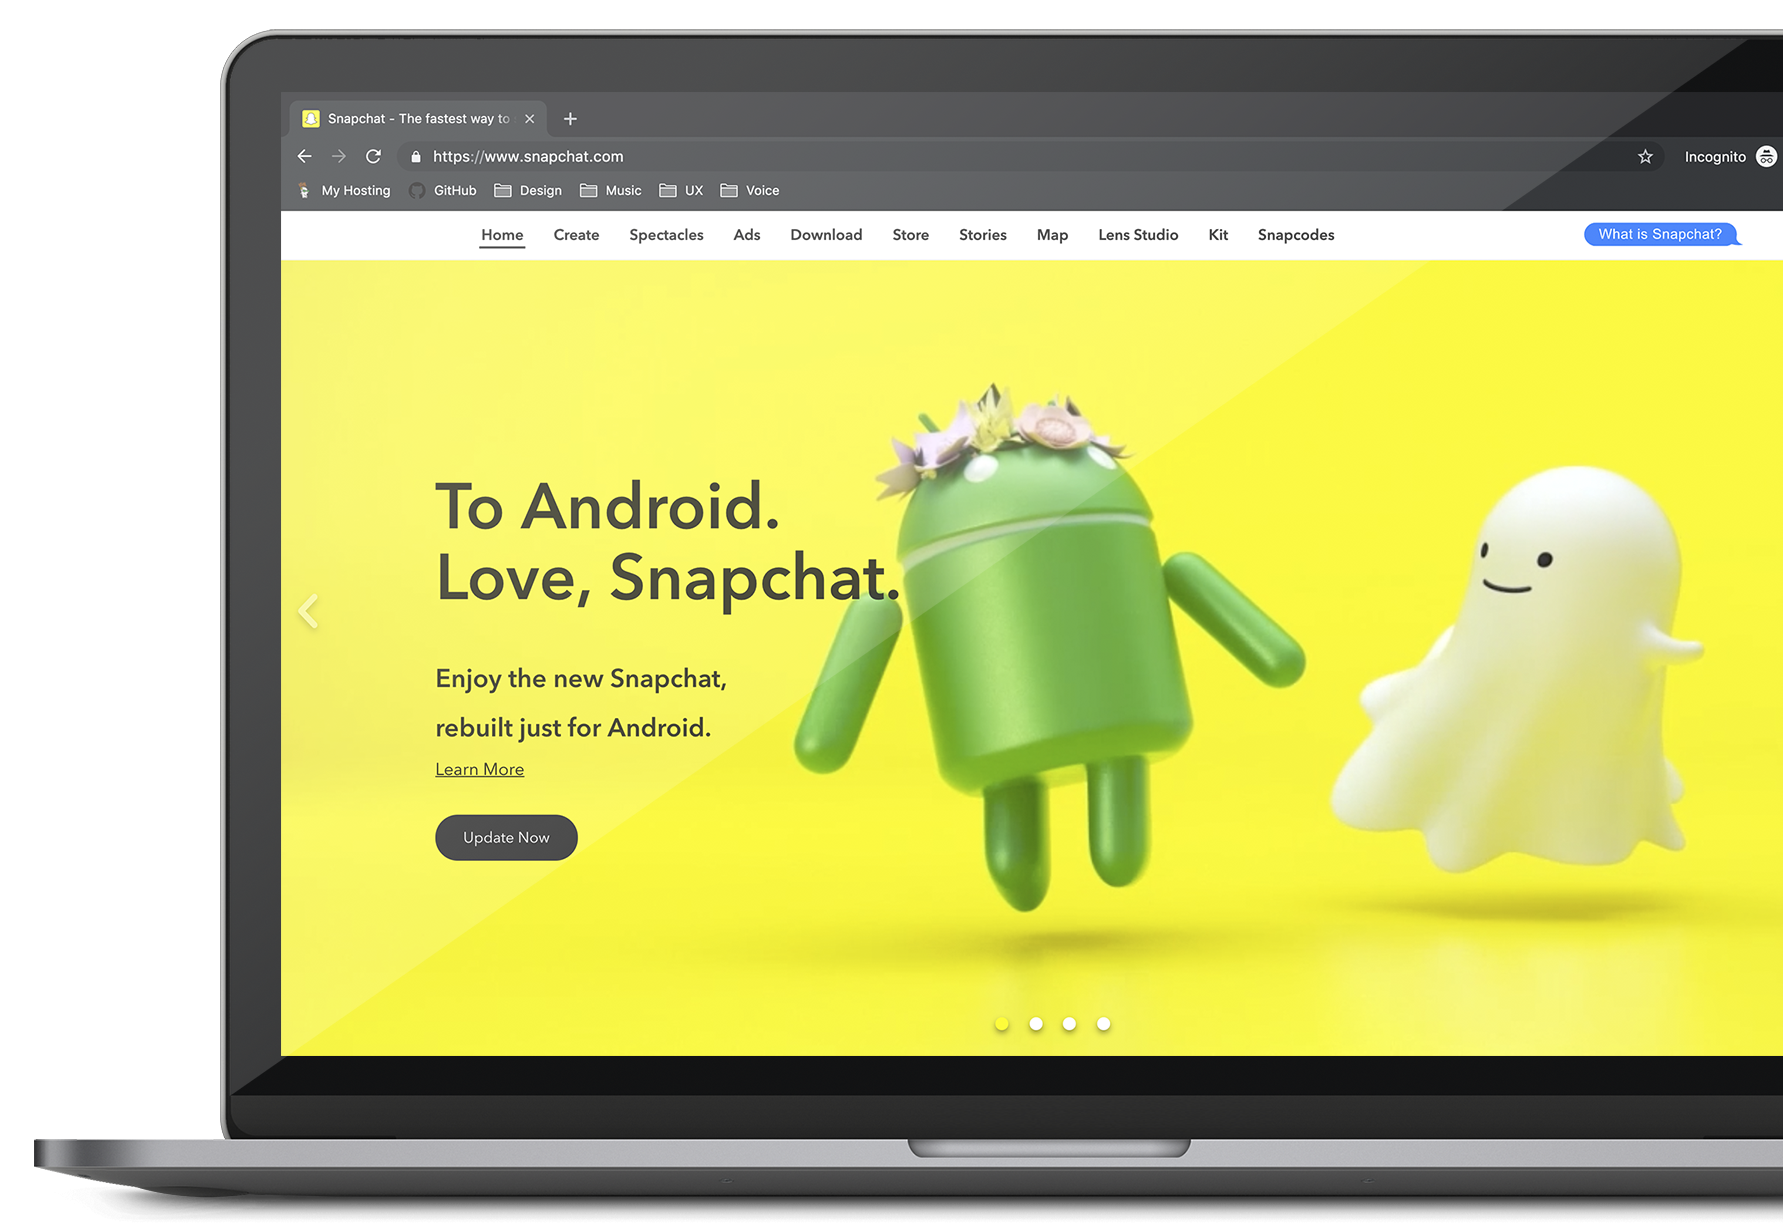 Snapchat - The fastest way to
https://www.snapchat.com
Incognito
My Hosting GitHub Design Music UX Voice
Home Create Spectacles Ads Download Store Stories Map Lens Studio Kit Snapcodes
What is Snapchat?
To Android.
Love, Snapchat.
Enjoy the new Snapchat,
rebuilt just for Android.
Learn More
Update Now